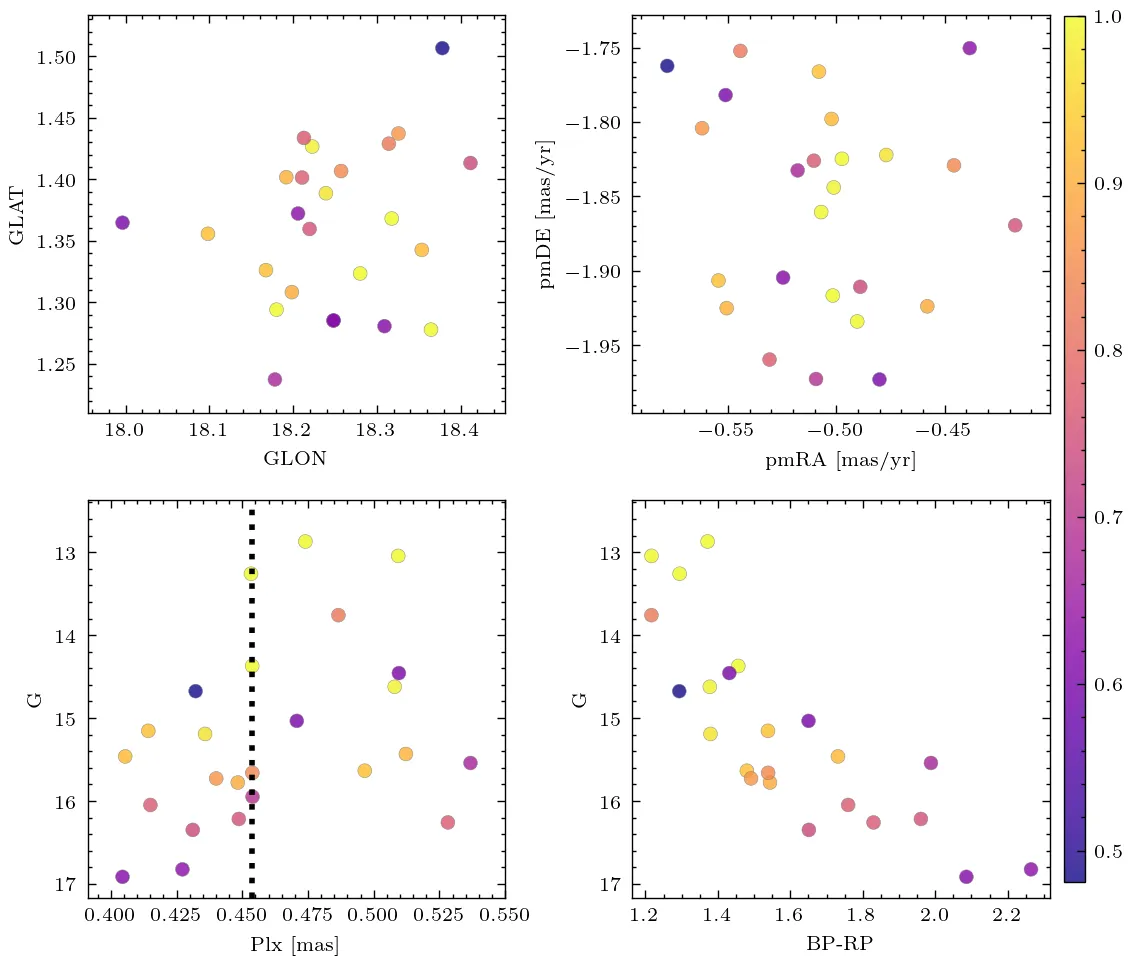 1.50
1.45
1.40
1.35
1.30
1.25
GLAT
18.0 18.1 18.2 18.3 18.4
GLON
−1.75
−1.80
−1.85
−1.90
−1.95
pmDE [mas/yr]
−0.55 −0.50 −0.45
pmRA [mas/yr]
1.0
0.9
0.8
0.7
0.6
0.5
13
14
15
16
17
G
0.400 0.425 0.450 0.475 0.500 0.525 0.550
Plx [mas]
13
14
15
16
17
G
1.2 1.4 1.6 1.8 2.0 2.2
BP-RP